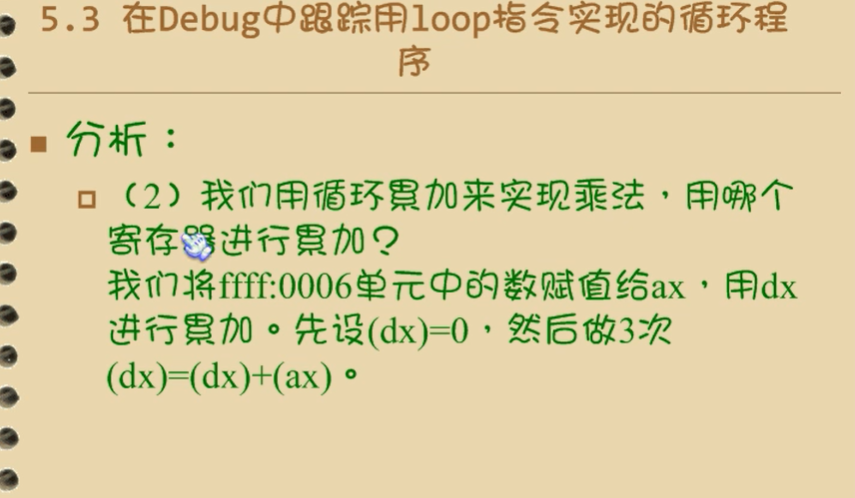 5.3 在Debug中跟踪用loop指令实现的循环程
序
分析：
（2）我们用循环累加来实现乘法，用哪个
寄存器进行累加？
我们将ffff:0006单元中的数赋值给ax，用dx
进行累加。先设(dx)=0，然后做3次
(dx)=(dx)+(ax)。